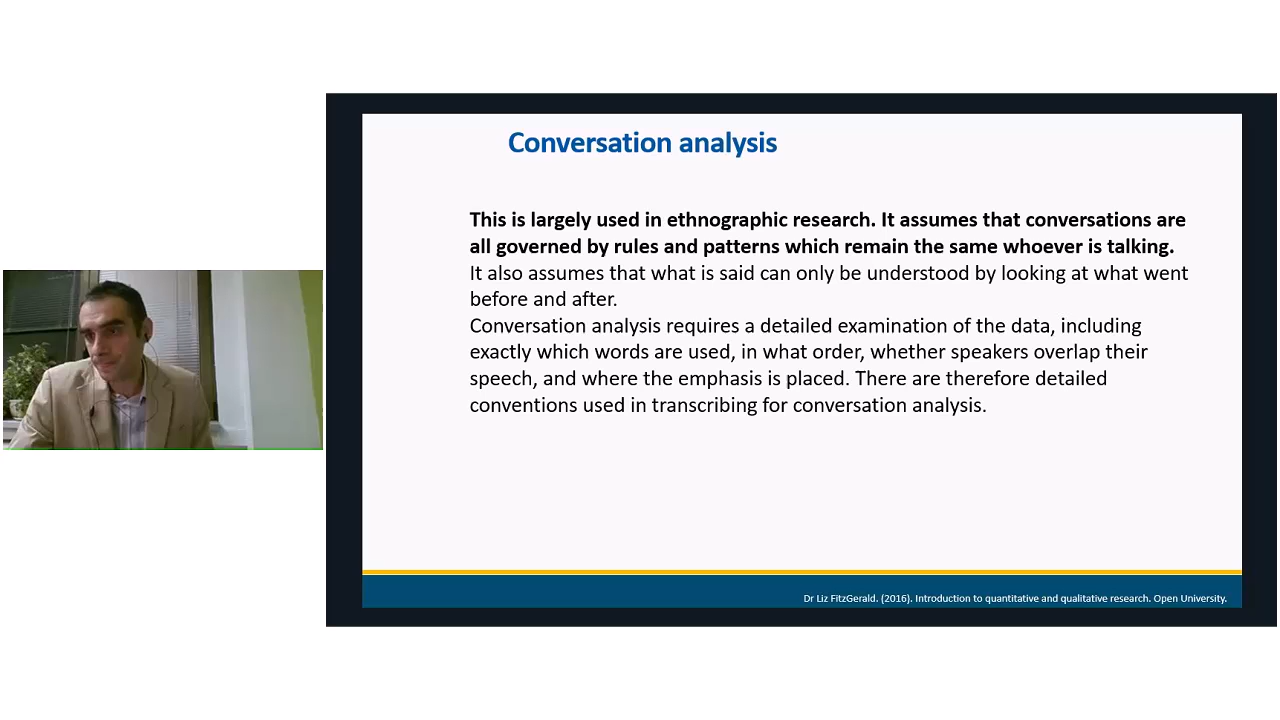 Conversation analysis
This is largely used in ethnographic research. It assumes that conversations are
all governed by rules and patterns which remain the same whoever is talking.
It also assumes that what is said can only be understood by looking at what went
before and after.
Conversation analysis requires a detailed examination of the data, including
exactly which words are used, in what order, whether speakers overlap their
speech, and where the emphasis is placed. There are therefore detailed
conventions used in transcribing for conversation analysis.
Dr Liz FitzGerald. (2016). Introduction to quantitative and qualitative research. Open University.